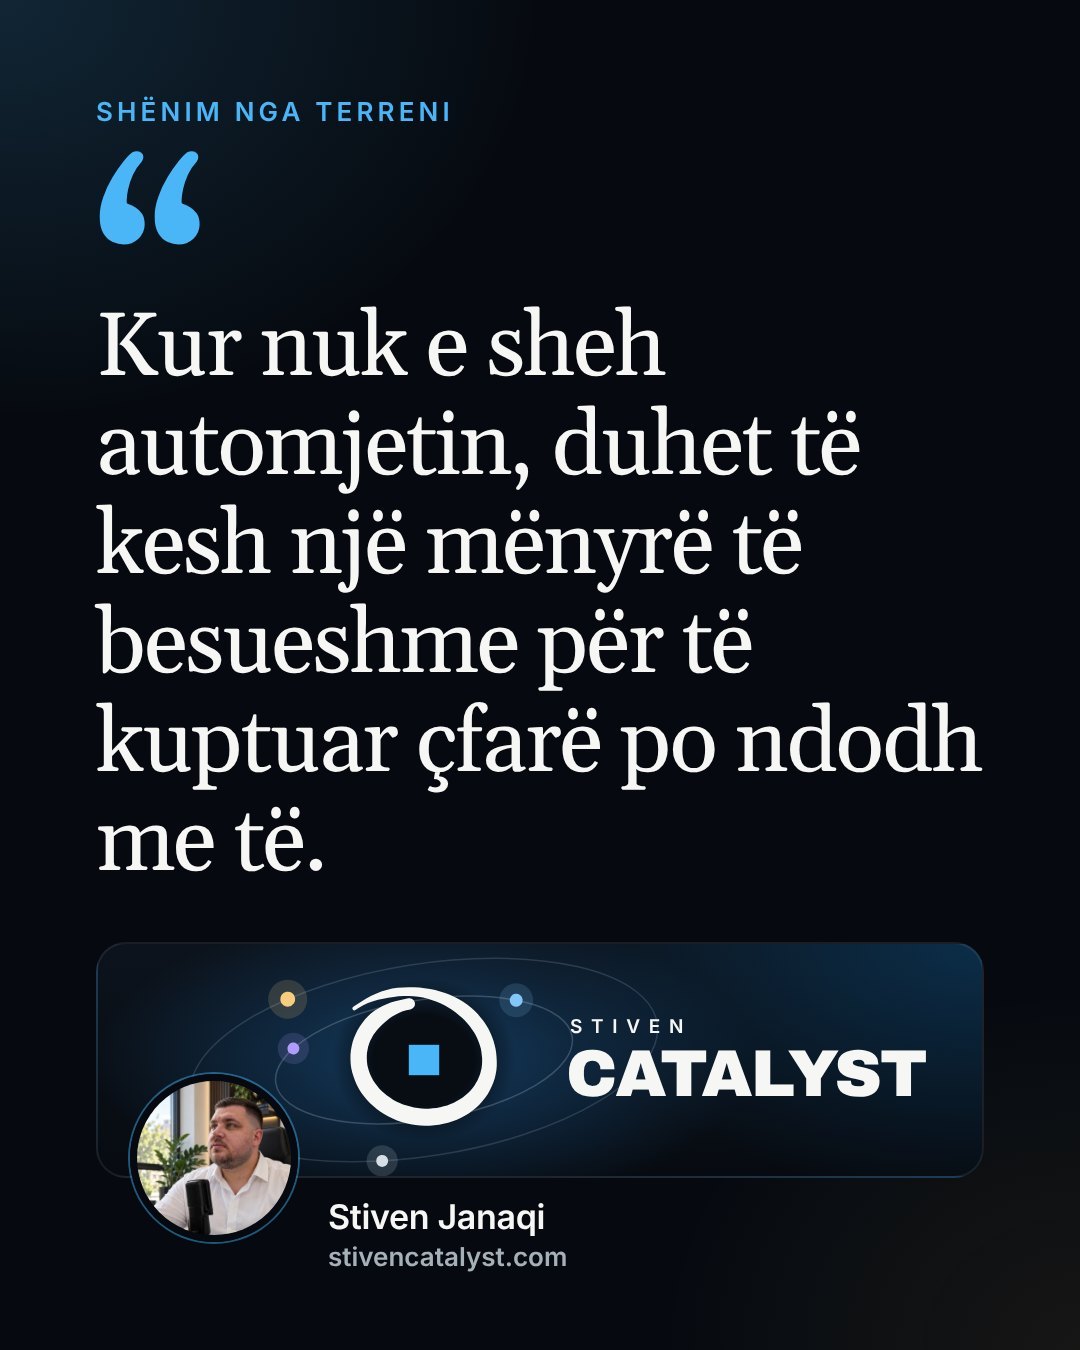 SHËNIM NGA TERRENI
“
Kur nuk e sheh
automjetin, duhet të
kesh një mënyrë të
besueshme për të
kuptuar çfarë po ndodh
me të.
STIVEN
CATALYST
Stiven Janaqi
stivencatalyst.com